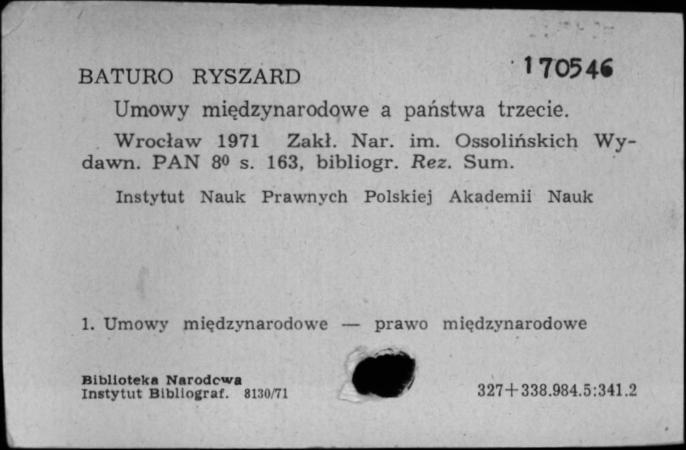 170546
BATURO RYSZARD
Umowy międzynarodowe a państwa trzecie.
Wrocław 1971 Zakł. Nar. im. Ossolińskich Wy-
dawn. PAN 8⁰ s. 163, bibliogr. Rez. Sum.
Instytut Nauk Prawnych Polskiej Akademii Nauk
1. Umowy międzynarodowe — prawo międzynarodowe
Biblioteka Narodowa
Instytut Bibliograf. 8130/71
327+338.984.5:341.2